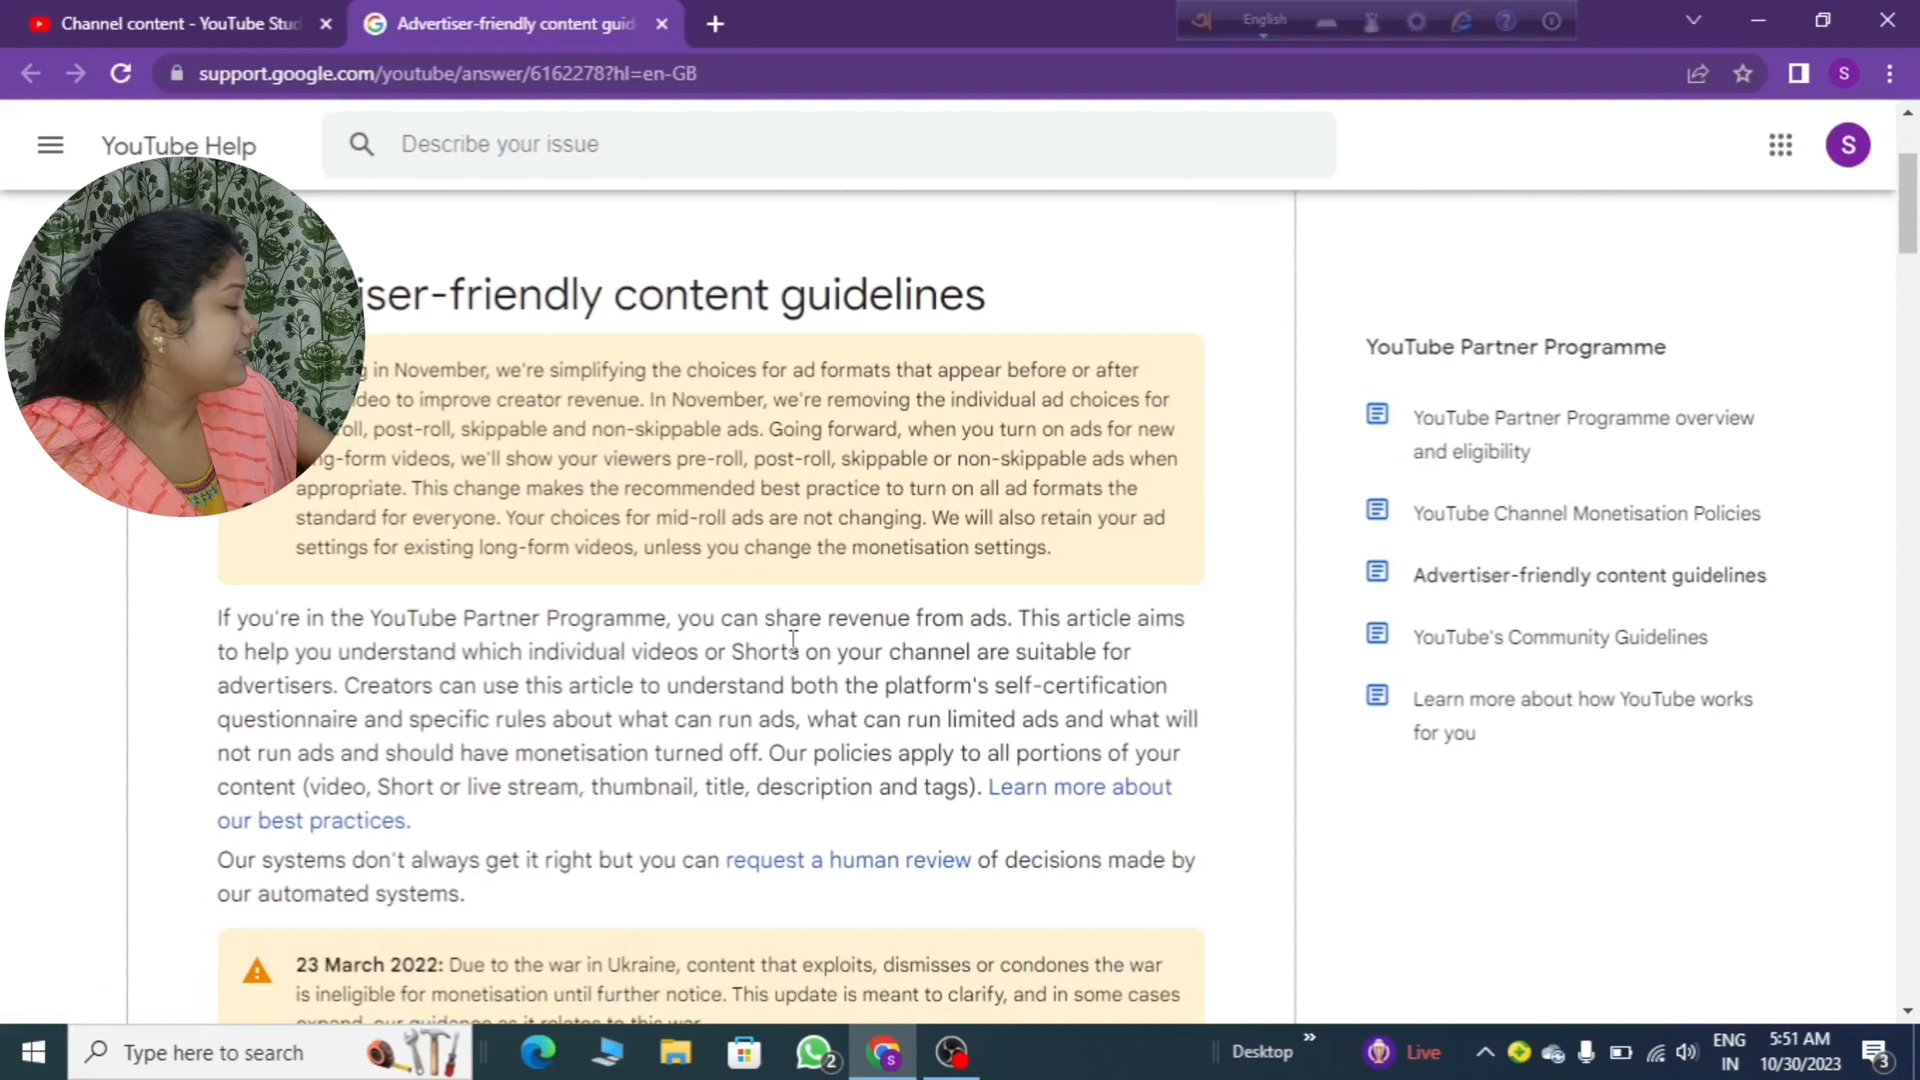 Channel content - YouTube Stud
Advertiser-friendly content guid
English
support.google.com/youtube/answer/6162278?hl=en-GB
S
YouTube Help
Describe your issue
S
iser-friendly content guidelines
in November, we're simplifying the choices for ad formats that appear before or after
to improve creator revenue. In November, we're removing the individual ad choices for
post-roll, skippable and non-skippable ads. Going forward, when you turn on ads for new
videos, we'll show your viewers pre-roll, post-roll, skippable or non-skippable ads when
appropriate. This change makes the recommended best practice to turn on all ad formats the
standard for everyone. Your choices for mid-roll ads are not changing. We will also retain your ad
settings for existing long-form videos, unless you change the monetisation settings.
If you're in the YouTube Partner Programme, you can share revenue from ads. This article aims
to help you understand which individual videos or Shorts on your channel are suitable for
advertisers. Creators can use this article to understand both the platform's self-certification
questionnaire and specific rules about what can run ads, what can run limited ads and what will
not run ads and should have monetisation turned off. Our policies apply to all portions of your
content (video, Short or live stream, thumbnail, title, description and tags). Learn more about
our best practices.
Our systems don't always get it right but you can request a human review of decisions made by
our automated systems.
23 March 2022: Due to the war in Ukraine, content that exploits, dismisses or condones the war
is ineligible for monetisation until further notice. This update is meant to clarify, and in some cases
expand, our guidance as it relates to this war.
YouTube Partner Programme
YouTube Partner Programme overview
and eligibility
YouTube Channel Monetisation Policies
Advertiser-friendly content guidelines
YouTube's Community Guidelines
Learn more about how YouTube works
for you
Type here to search
2
S
Desktop
Live
ENG
IN
5:51 AM
10/30/2023
3